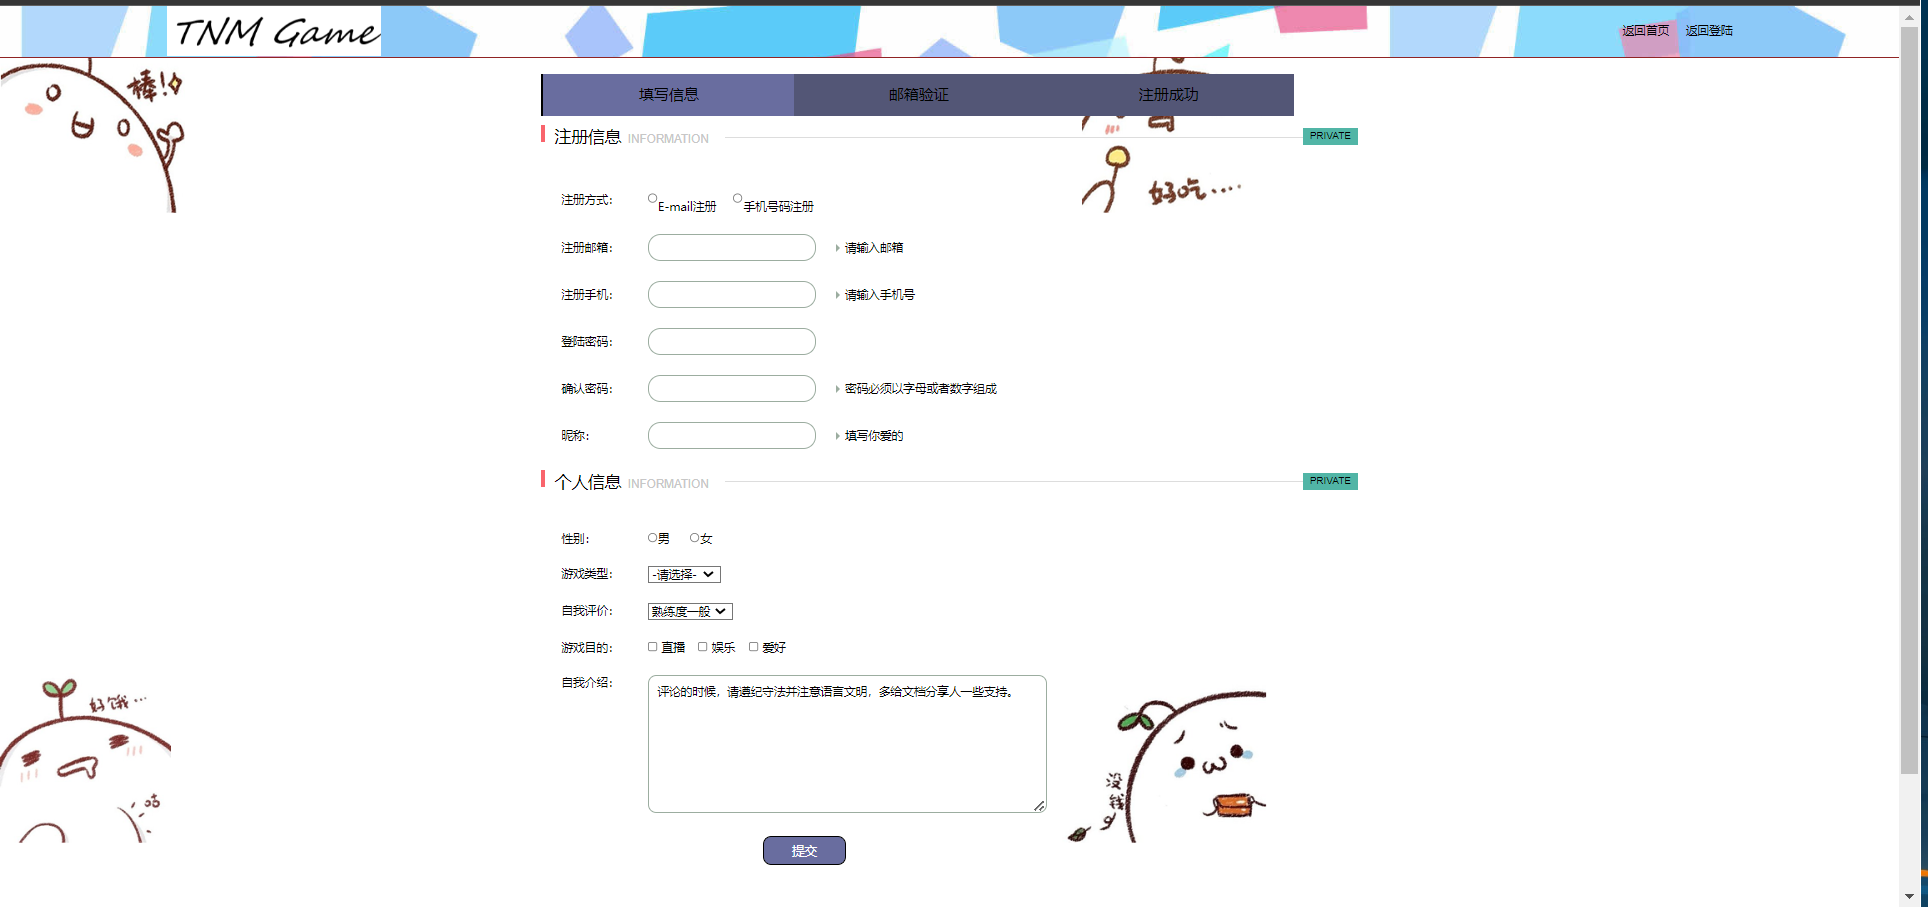 TNM Game
返回首页 返回登陆
棒!
填写信息 邮箱验证 注册成功
注册信息 INFORMATION PRIVATE
好吃····
注册方式: E-mail注册 手机号码注册
注册邮箱: 请输入邮箱
注册手机: 请输入手机号
登陆密码:
确认密码: 密码必须以字母或者数字组成
昵称: 填写你爱的
个人信息 INFORMATION PRIVATE
性别: 男 女
游戏类型: -请选择-
自我评价: 熟练度一般
游戏目的: 直播 娱乐 爱好
自我介绍: 评论的时候，请遵纪守法并注意语言文明，多给文档分享人一些支持。
好饿···
咕
没钱
提交